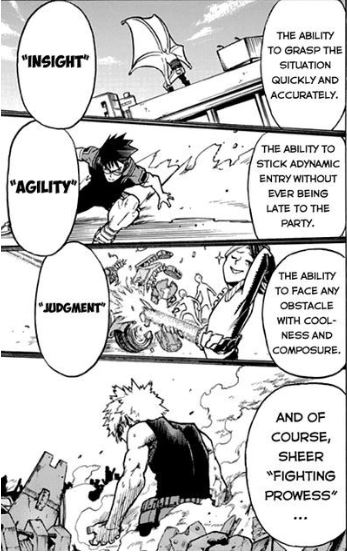 THE ABILITY
TO GRASP THE
SITUATION
QUICKLY AND
ACCURATELY.
"INSIGHT"
THE ABILITY TO
STICK ADYNAMIC
ENTRY WITHOUT
EVER BEING
LATE TO THE
PARTY.
"AGILITY"
THE ABILITY
TO FACE ANY
OBSTACLE
WITH COOL-
NESS AND
COMPOSURE.
"JUDGMENT"
AND OF
COURSE,
SHEER
"FIGHTING
PROWESS"
...